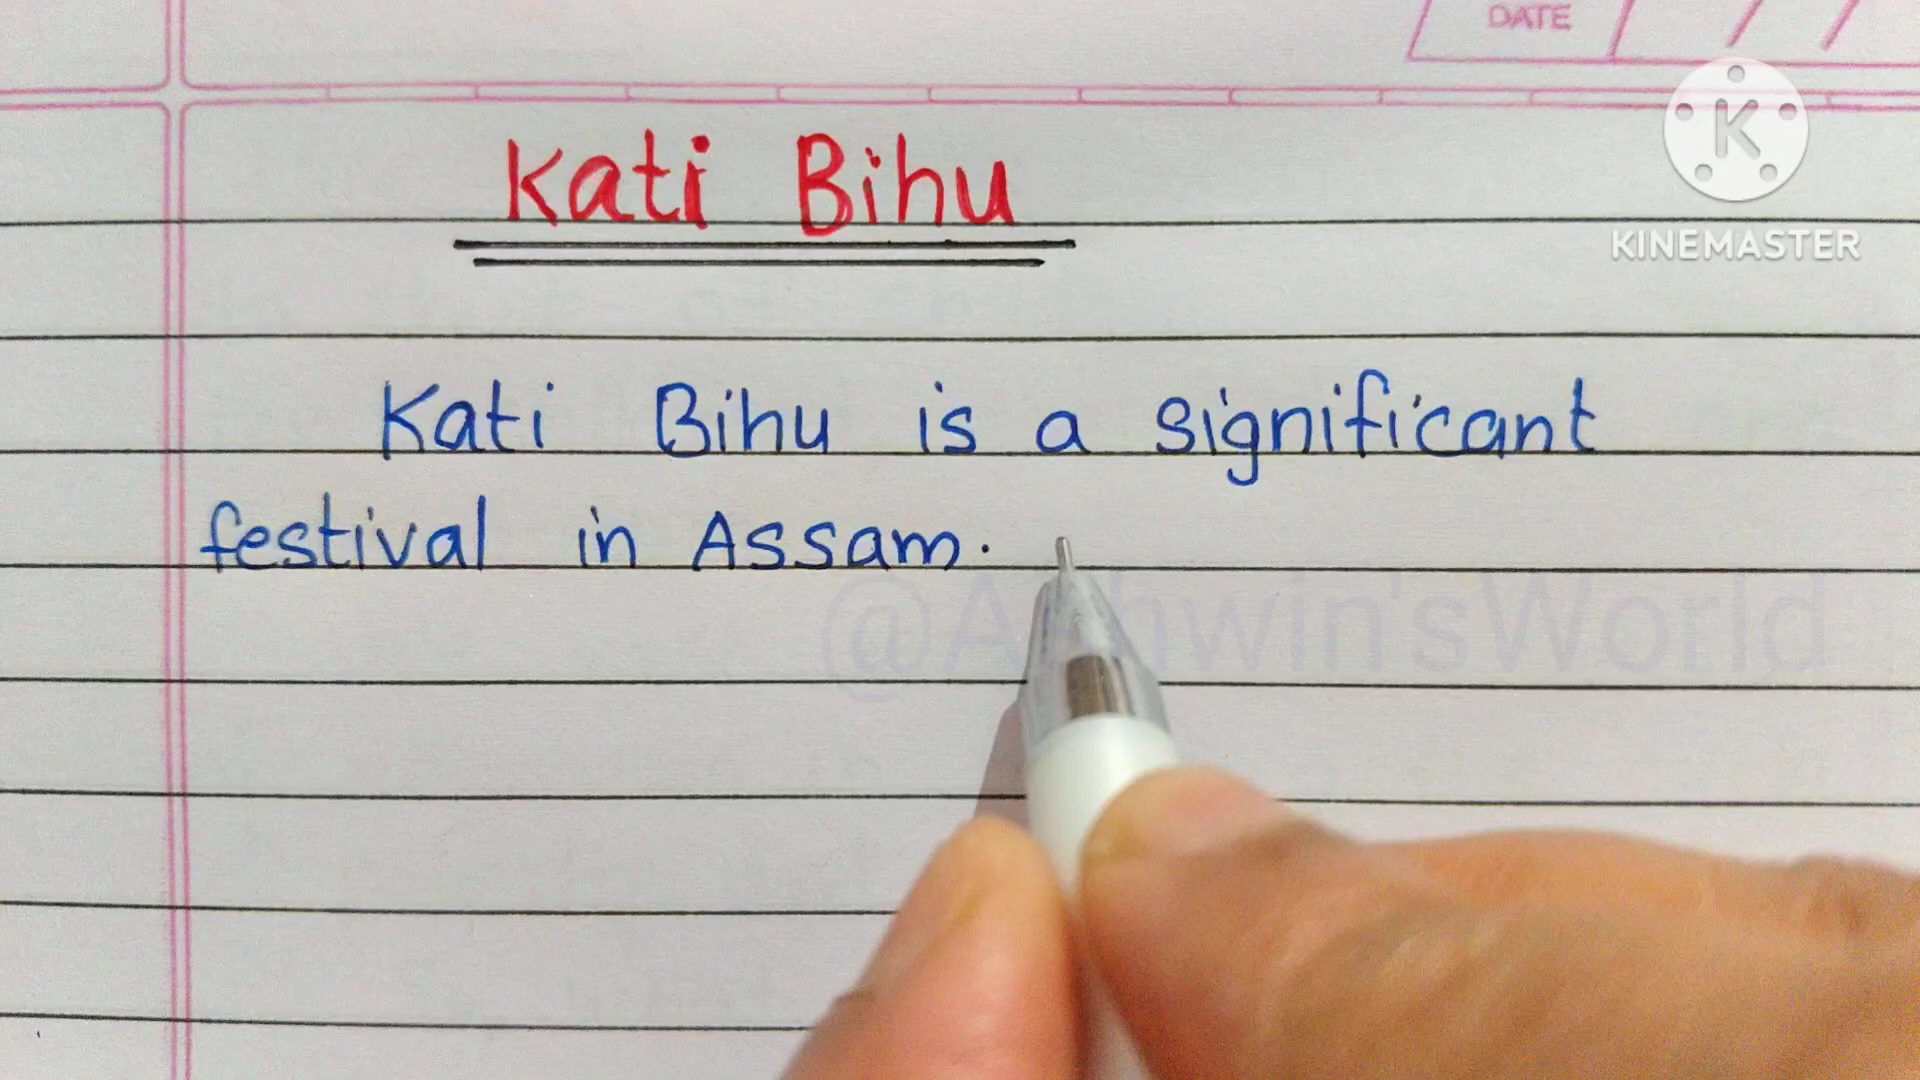 DATE / /
K
KINEMASTER
Kati Bihu
Kati Bihu is a significant
festival in Assam.